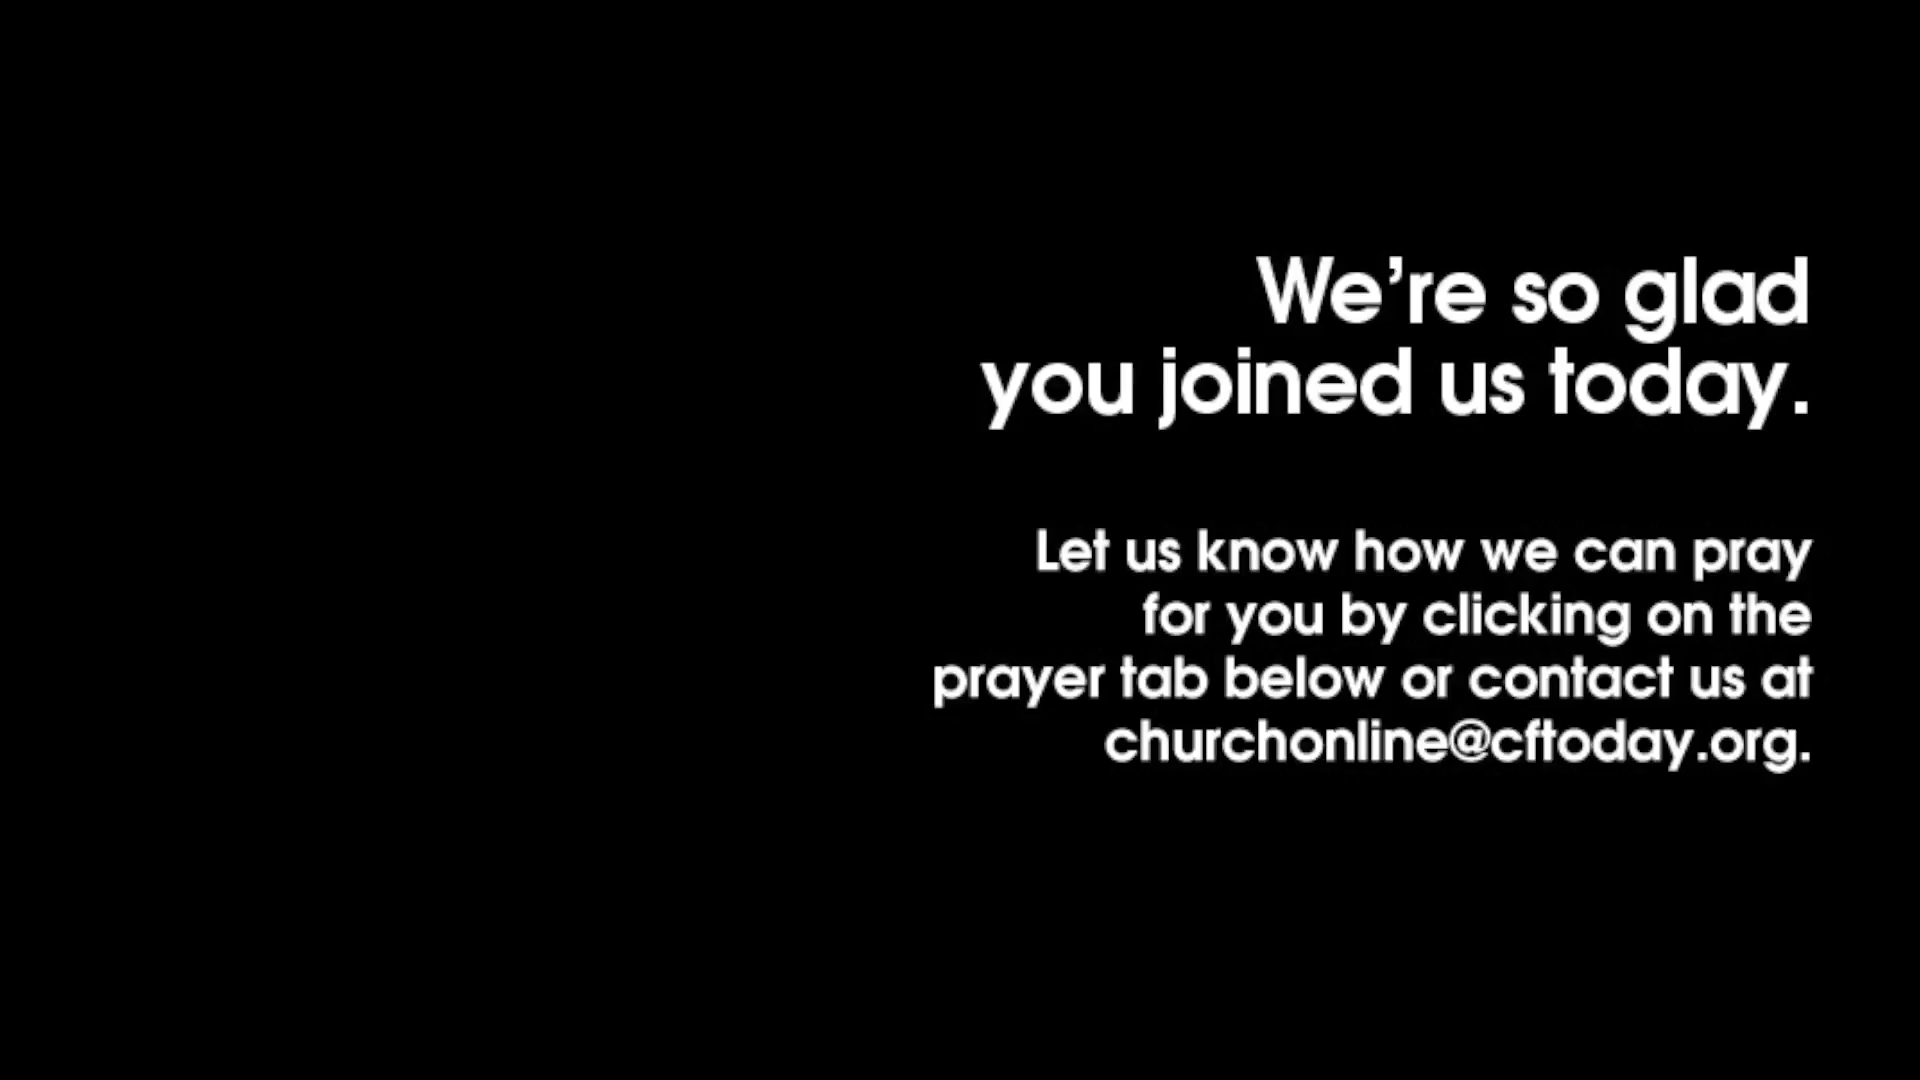 We're so glad
you joined us today.
Let us know how we can pray
for you by clicking on the
prayer tab below or contact us at
churchonline@cftoday.org.